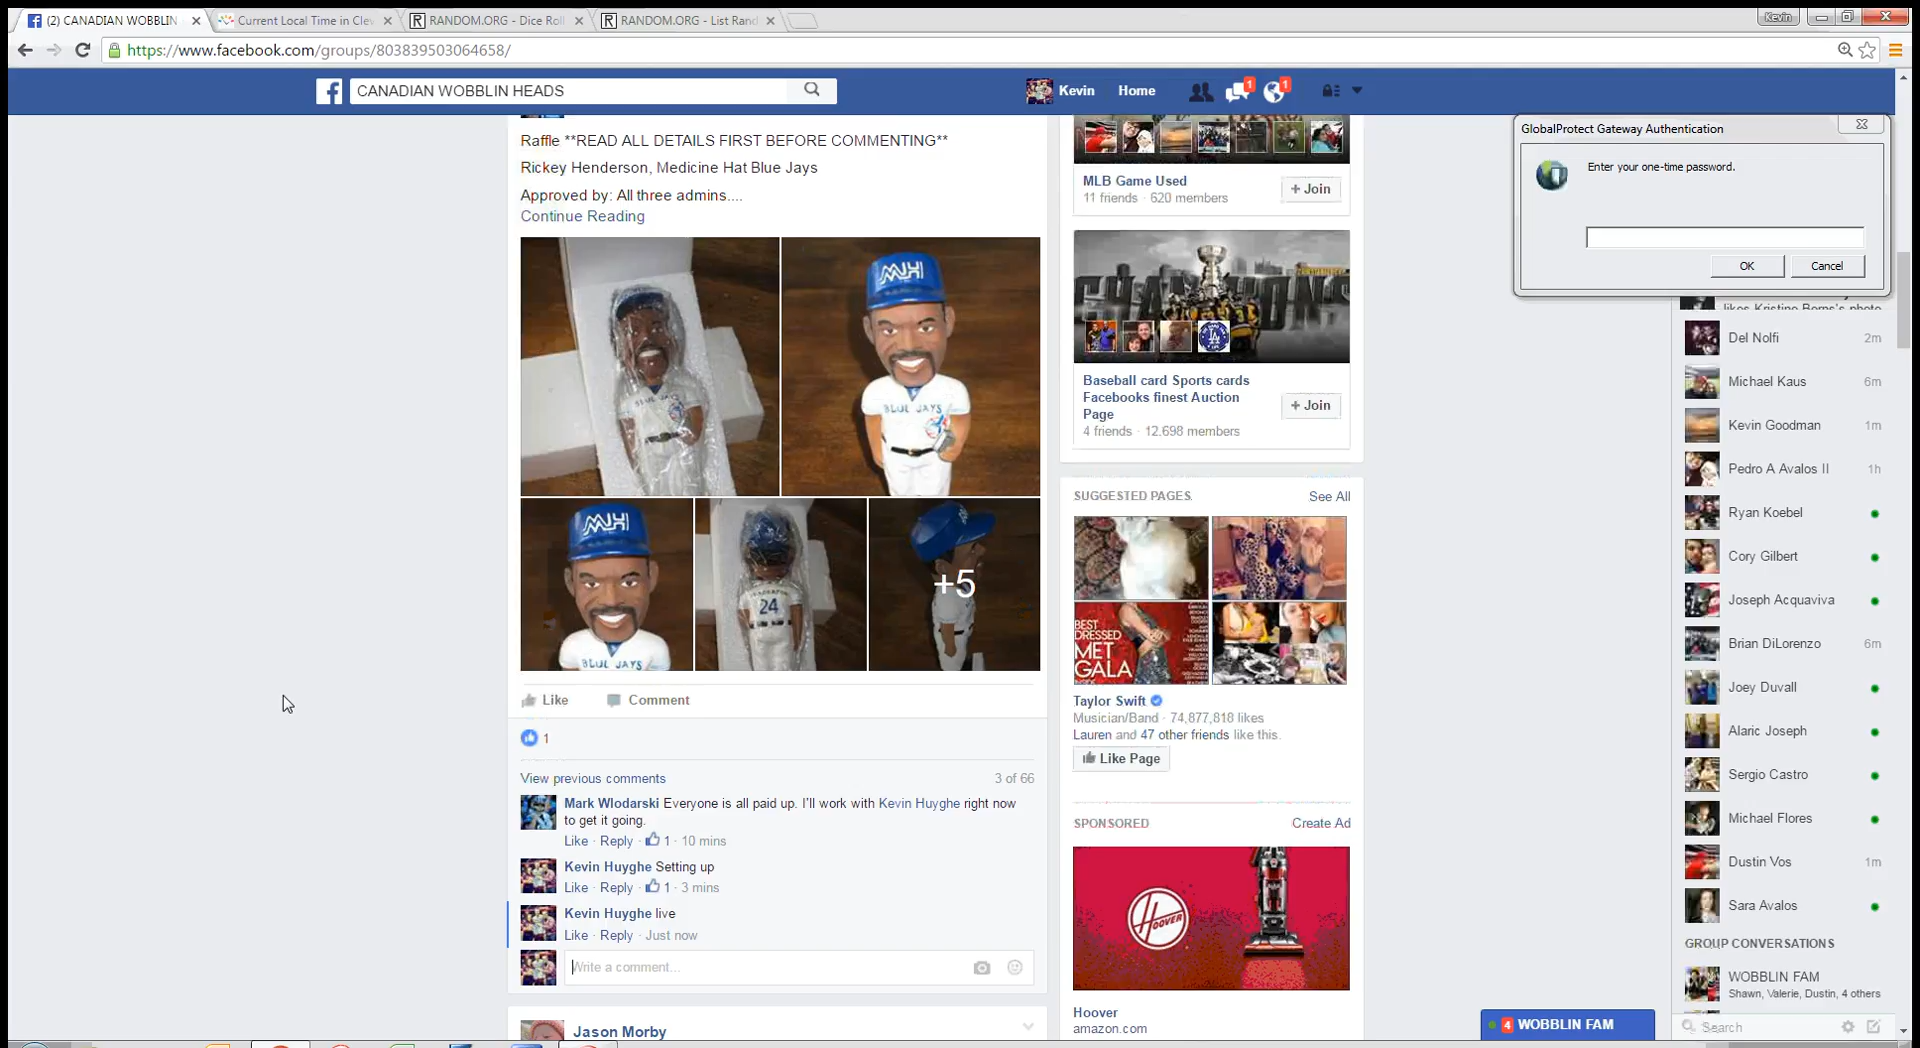 (2) CANADIAN WOBBLIN
Current Local Time in Clev
RANDOM.ORG - Dice Roll
RANDOM.ORG - List Rand
Kevin
https://www.facebook.com/groups/803839503064658/
CANADIAN WOBBLIN HEADS
Kevin
Home
1
1
Raffle **READ ALL DETAILS FIRST BEFORE COMMENTING**
Rickey Henderson, Medicine Hat Blue Jays
Approved by: All three admins....
Continue Reading
MH
BLUE JAYS
BLUE JAYS
MH
BLUE JAYS
24
+5
Like
Comment
1
View previous comments
3 of 66
Mark Wlodarski Everyone is all paid up. I'll work with Kevin Huyghe right now
to get it going.
Like · Reply · 1 · 10 mins
Kevin Huyghe Setting up
Like · Reply · 1 · 3 mins
Kevin Huyghe live
Like · Reply · Just now
Write a comment...
Jason Morby
MLB Game Used
11 friends · 620 members
+ Join
CHAMPIONS
Baseball card Sports cards
Facebooks finest Auction
Page
4 friends · 12,698 members
+ Join
SUGGESTED PAGES
See All
BEST
DRESSED
MET
GALA
Taylor Swift
Musician/Band · 74,877,818 likes
Lauren and 47 other friends like this.
Like Page
SPONSORED
Create Ad
HOOVER
Hoover
amazon.com
GlobalProtect Gateway Authentication
Enter your one-time password.
OK
Cancel
likes Kristine Berns's photo
Del Nolfi 2m
Michael Kaus 6m
Kevin Goodman 1m
Pedro A Avalos II 1h
Ryan Koebel
Cory Gilbert
Joseph Acquaviva
Brian DiLorenzo 6m
Joey Duvall
Alaric Joseph
Sergio Castro
Michael Flores
Dustin Vos 1m
Sara Avalos
GROUP CONVERSATIONS
WOBBLIN FAM
Shawn, Valerie, Dustin, 4 others
4 WOBBLIN FAM
Search